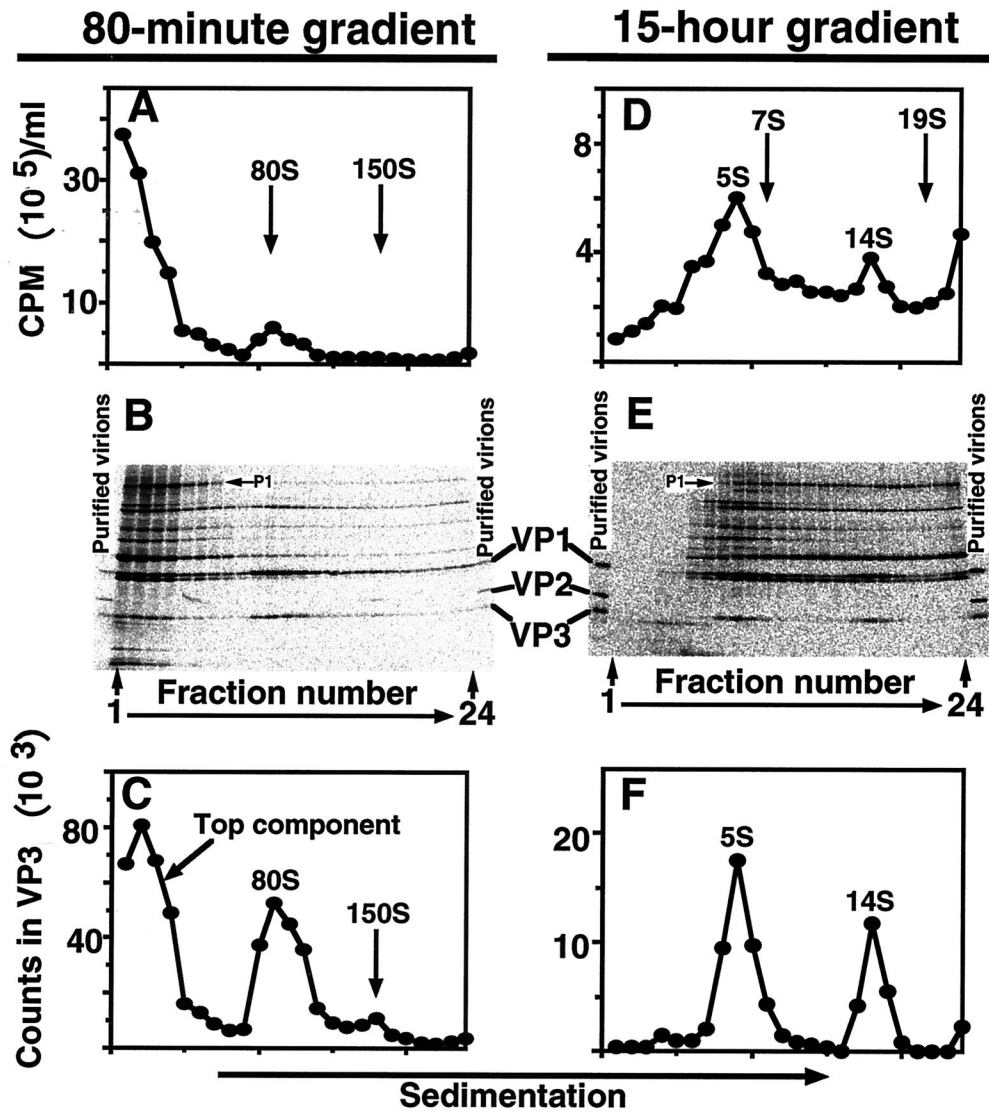 80-minute gradient
15-hour gradient
A
80S
150S
CPM (10 5)/ml
30
10
D
7S
19S
5S
14S
8
4
B
Purified virions
P1
Purified virions
E
Purified virions
P1
Purified virions
VP1
VP2
VP3
1
Fraction number
24
1
Fraction number
24
C
Top component
80S
150S
Counts in VP3 (10 3)
80
40
F
5S
14S
20
10
Sedimentation